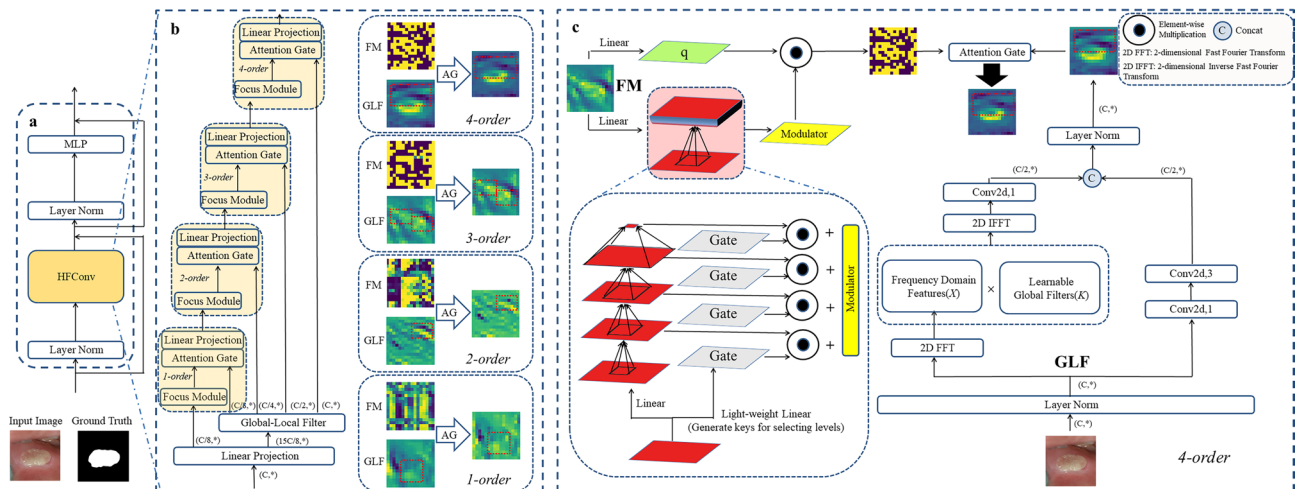 a
MLP
Layer Norm
HFConv
Layer Norm
Input Image
Ground Truth
b
Linear Projection
Attention Gate
4-order
Focus Module
Linear Projection
Attention Gate
3-order
Focus Module
Linear Projection
Attention Gate
2-order
Focus Module
Linear Projection
Attention Gate
1-order
Focus Module
(C/8,*)
(C/4,*)
(C/2,*)
(C,*)
Global-Local Filter
(C/8,*)
(15C/8,*)
Linear Projection
(C,*)
FM
AG
GLF
4-order
FM
AG
GLF
3-order
FM
AG
GLF
2-order
FM
AG
GLF
1-order
c
Linear
q
FM
Linear
Modulator
Attention Gate
Element-wise
Multiplication
C
Concat
2D FFT: 2-dimensional Fast Fourier Transform
2D IFFT: 2-dimensional Inverse Fast Fourier
Transform
(C,*)
Layer Norm
(C/2,*)
(C/2,*)
C
Conv2d,1
2D IFFT
Frequency Domain
Features(X)
×
Learnable
Global Filters(K)
2D FFT
Conv2d,3
Conv2d,1
GLF
(C,*)
Layer Norm
(C,*)
4-order
Gate
+
Gate
+
Gate
+
Gate
+
Modulator
Linear
Light-weight Linear
(Generate keys for selecting levels)